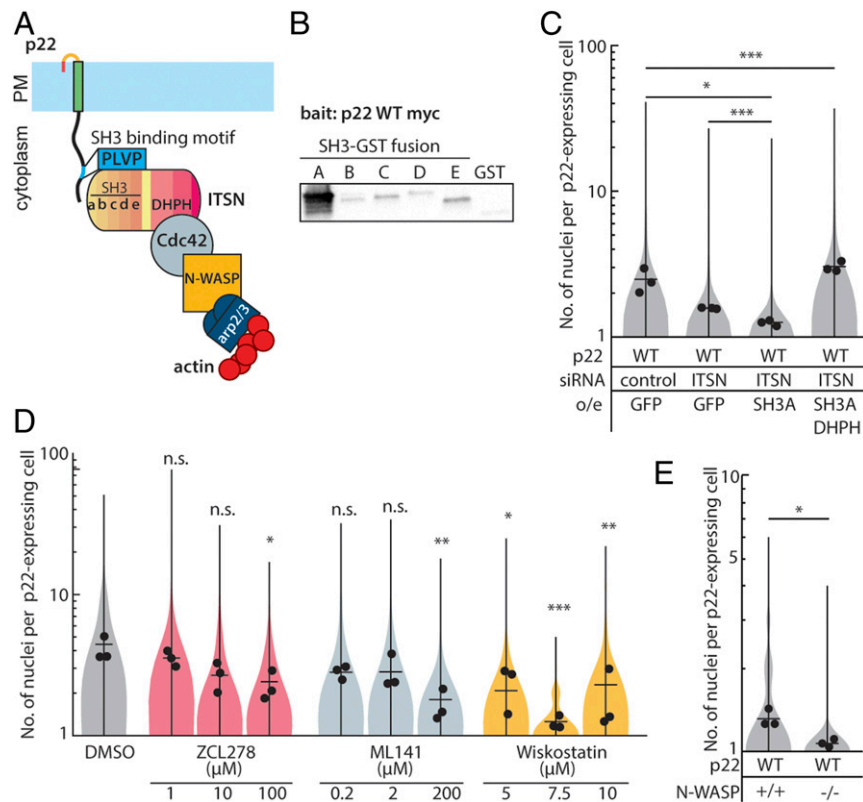 A
p22
PM
cytoplasm
SH3 binding motif
PLVP
SH3
a b c d e
DHPH
ITSN
Cdc42
N-WASP
arp2/3
actin
B
bait: p22 WT myc
SH3-GST fusion
A B C D E GST
C
No. of nuclei per p22-expressing cell
100
10
1
***
*
***
p22 WT WT WT WT
siRNA control ITSN ITSN ITSN
o/e GFP GFP SH3A SH3A
DHPH
D
No. of nuclei per p22-expressing cell
100
10
1
n.s. n.s. * n.s. n.s. ** * *** **
DMSO ZCL278 ML141 Wiskostatin
(μM) (μM) (μM)
1 10 100 0.2 2 200 5 7.5 10
E
No. of nuclei per p22-expressing cell
10
5
2
1
*
p22 WT WT
N-WASP +/+ -/-